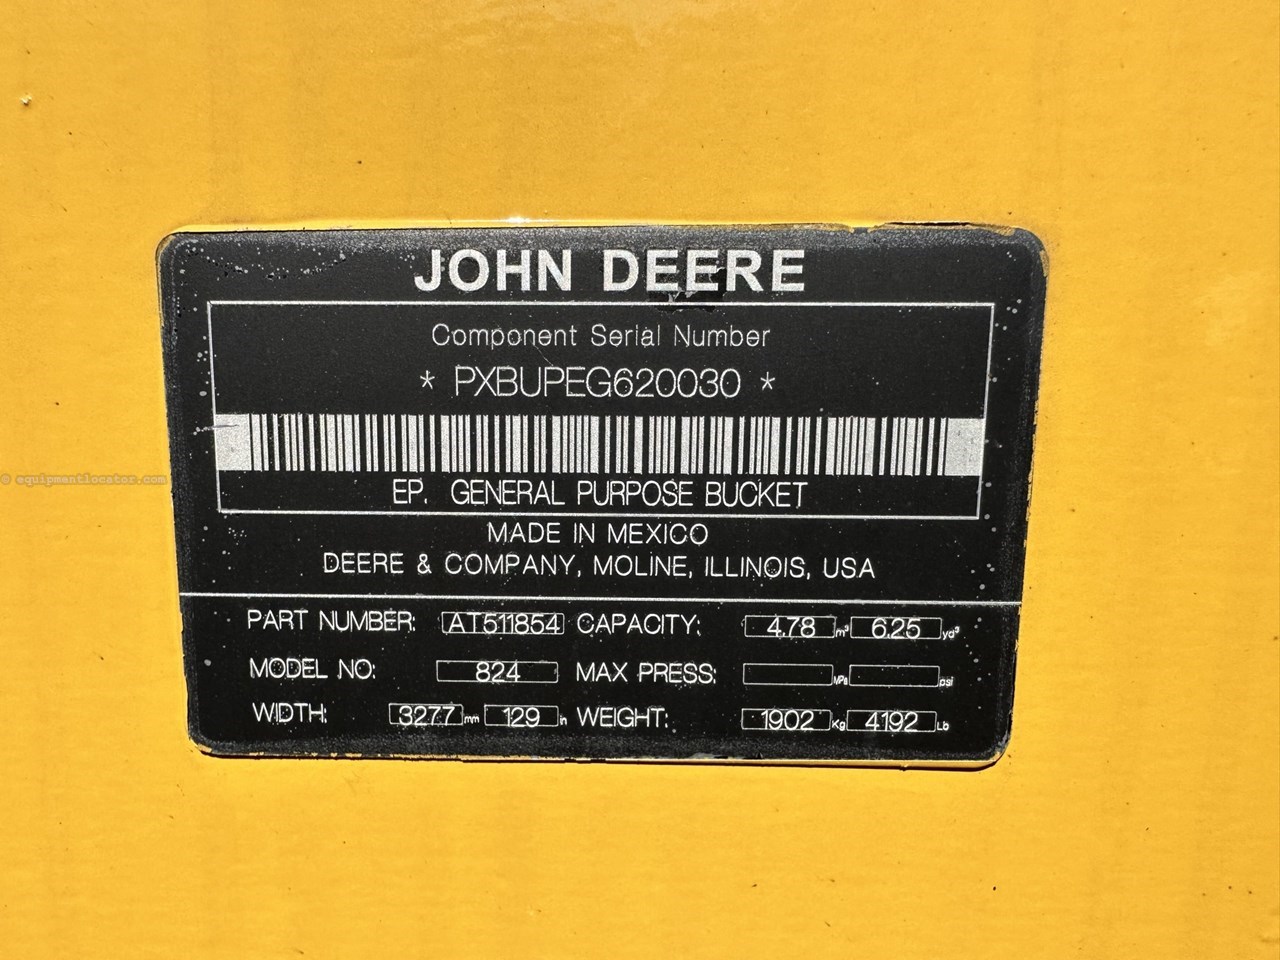 JOHN DEERE
Component Serial Number
* PXBUPEG620030 *
EP. GENERAL PURPOSE BUCKET
MADE IN MEXICO
DEERE & COMPANY, MOLINE, ILLINOIS, USA
PART NUMBER: AT511854 CAPACITY: 4.78 m³ 6.25 yd³
MODEL NO: 824 MAX PRESS: MPa psi
WIDTH: 3277 mm 129 in WEIGHT: 1902 Kg 4192 Lb
© equipmentlocator.com